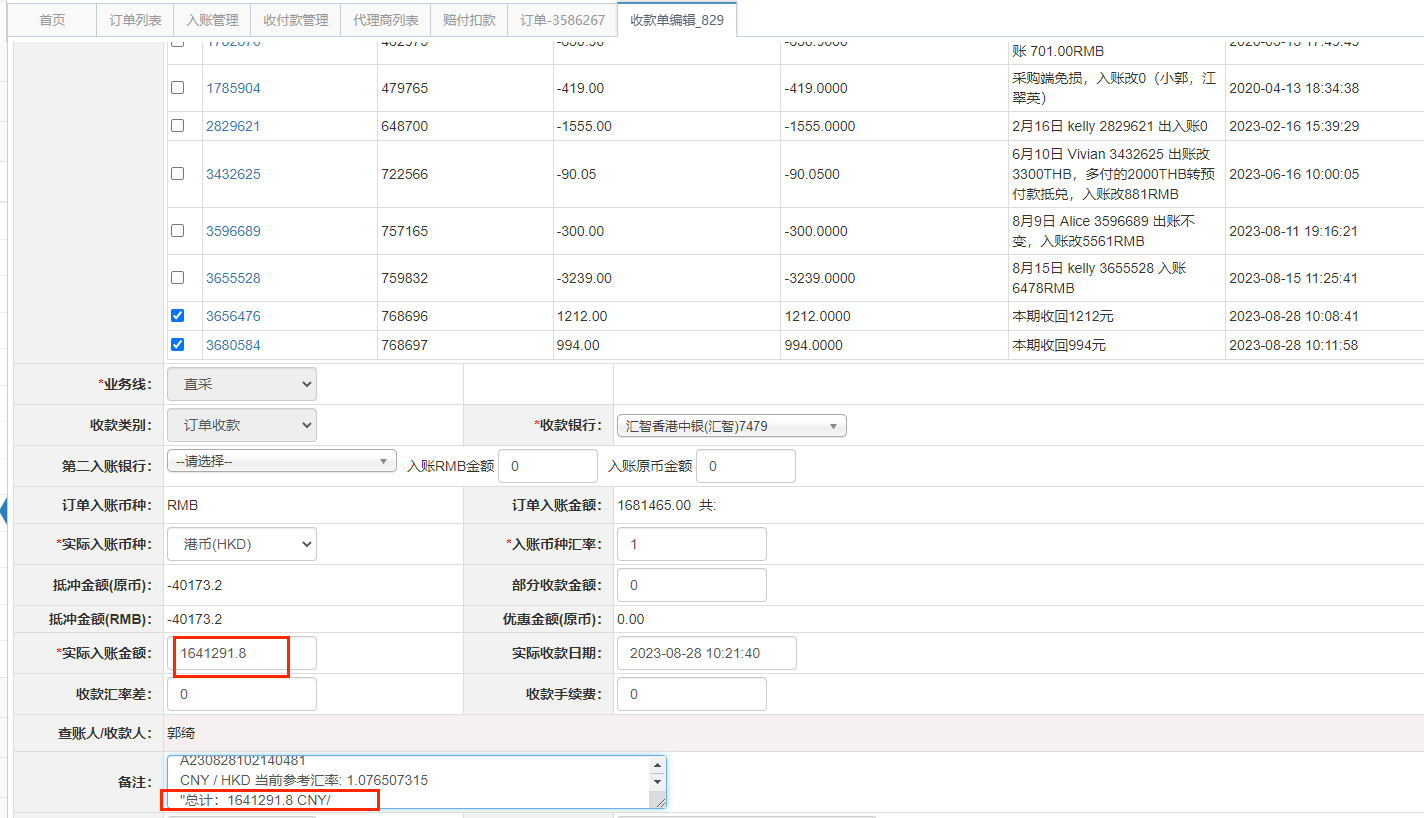 首页 订单列表 入账管理 收付款管理 代理商列表 赔付扣款 订单-3586267 收款单编辑_829
账 701.00RMB
1785904 479765 -419.00 -419.0000 采购端免损，入账改0（小郭，江翠英） 2020-04-13 18:34:38
2829621 648700 -1555.00 -1555.0000 2月16日 kelly 2829621 出入账0 2023-02-16 15:39:29
3432625 722566 -90.05 -90.0500 6月10日 Vivian 3432625 出账改3300THB，多付的2000THB转预付款抵兑，入账改881RMB 2023-06-16 10:00:05
3596689 757165 -300.00 -300.0000 8月9日 Alice 3596689 出账不变，入账改5561RMB 2023-08-11 19:16:21
3655528 759832 -3239.00 -3239.0000 8月15日 kelly 3655528 入账6478RMB 2023-08-15 11:25:41
3656476 768696 1212.00 1212.0000 本期收回1212元 2023-08-28 10:08:41
3680584 768697 994.00 994.0000 本期收回994元 2023-08-28 10:11:58
*业务线： 直采
收款类别： 订单收款 *收款银行： 汇智香港中银(汇智)7479
第二入账银行： --请选择-- 入账RMB金额 0 入账原币金额 0
订单入账币种： RMB 订单入账金额： 1681465.00 共:
*实际入账币种： 港币(HKD) *入账币种汇率： 1
抵冲金额(原币)： -40173.2 部分收款金额： 0
抵冲金额(RMB)： -40173.2 优惠金额(原币)： 0.00
*实际入账金额： 1641291.8 实际收款日期： 2023-08-28 10:21:40
收款汇率差： 0 收款手续费： 0
查账人/收款人： 郭绮
备注： A230828102140481
CNY / HKD 当前参考汇率: 1.076507315
"总计：1641291.8 CNY/